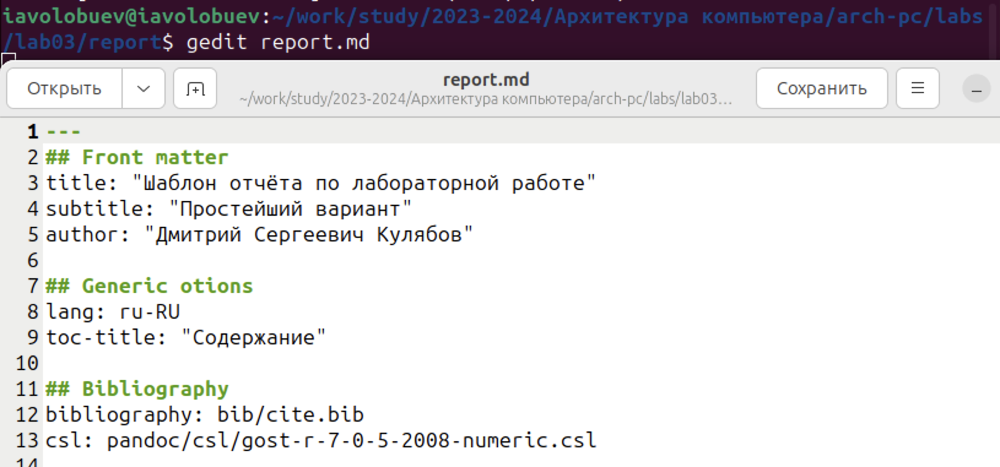 iavolobuev@iavolobuev:~/work/study/2023-2024/Архитектура компьютера/arch-pc/labs
/lab03/report$ gedit report.md
Открыть
report.md
~/work/study/2023-2024/Архитектура компьютера/arch-pc/labs/lab03...
Сохранить
1 ---
2 ## Front matter
3 title: "Шаблон отчёта по лабораторной работе"
4 subtitle: "Простейший вариант"
5 author: "Дмитрий Сергеевич Кулябов"
6
7 ## Generic otions
8 lang: ru-RU
9 toc-title: "Содержание"
10
11 ## Bibliography
12 bibliography: bib/cite.bib
13 csl: pandoc/csl/gost-r-7-0-5-2008-numeric.csl
14